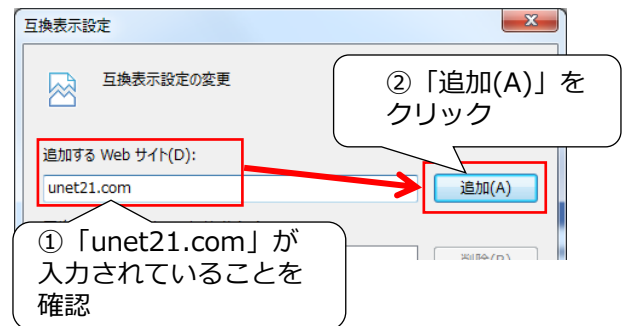 互換表示設定
互換表示設定の変更
②「追加(A)」を
クリック
追加する Web サイト(D):
unet21.com
追加(A)
①「unet21.com」が
入力されていることを
確認